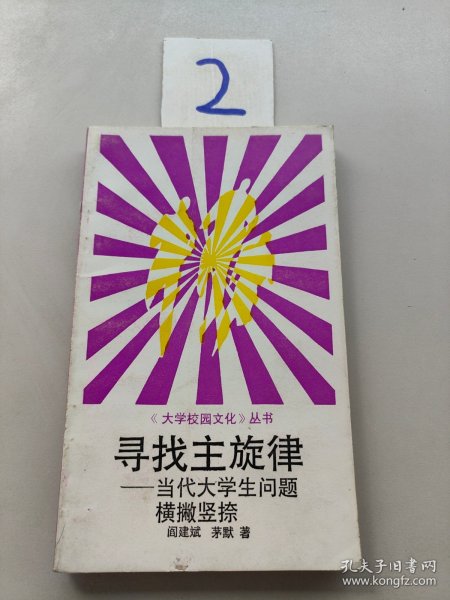 2
《大学校园文化》丛书
寻找主旋律
——当代大学生问题
横撇竖捺
阎建斌 茅默 著
孔夫子旧书网
www.kongfz.com